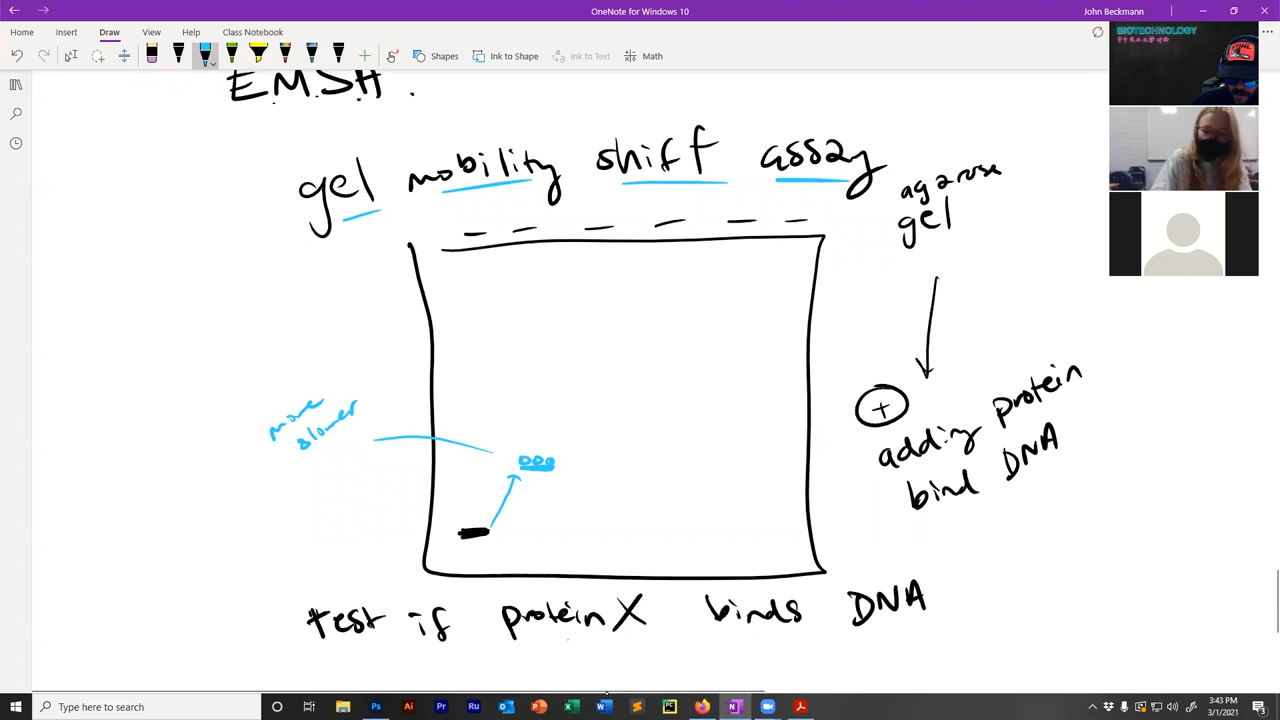 OneNote for Windows 10
John Beckmann
Home Insert Draw View Help Class Notebook
Shapes Ink to Shape Ink to Text Math
BIOTECHNOLOGY
EMSA.
gel mobility shift assay
agarose
gel
+
adding protein
bind DNA
move
slower
test if protein X binds DNA
Type here to search
3:43 PM
3/1/2021